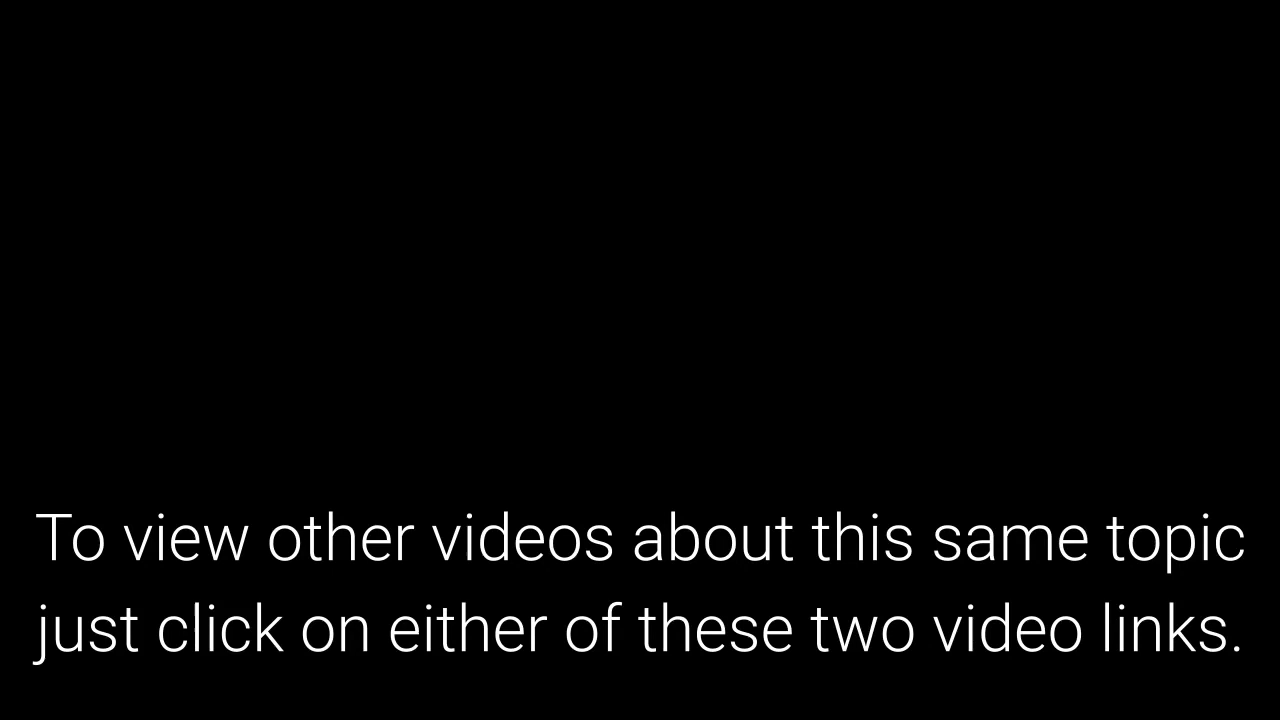 To view other videos about this same topic
just click on either of these two video links.